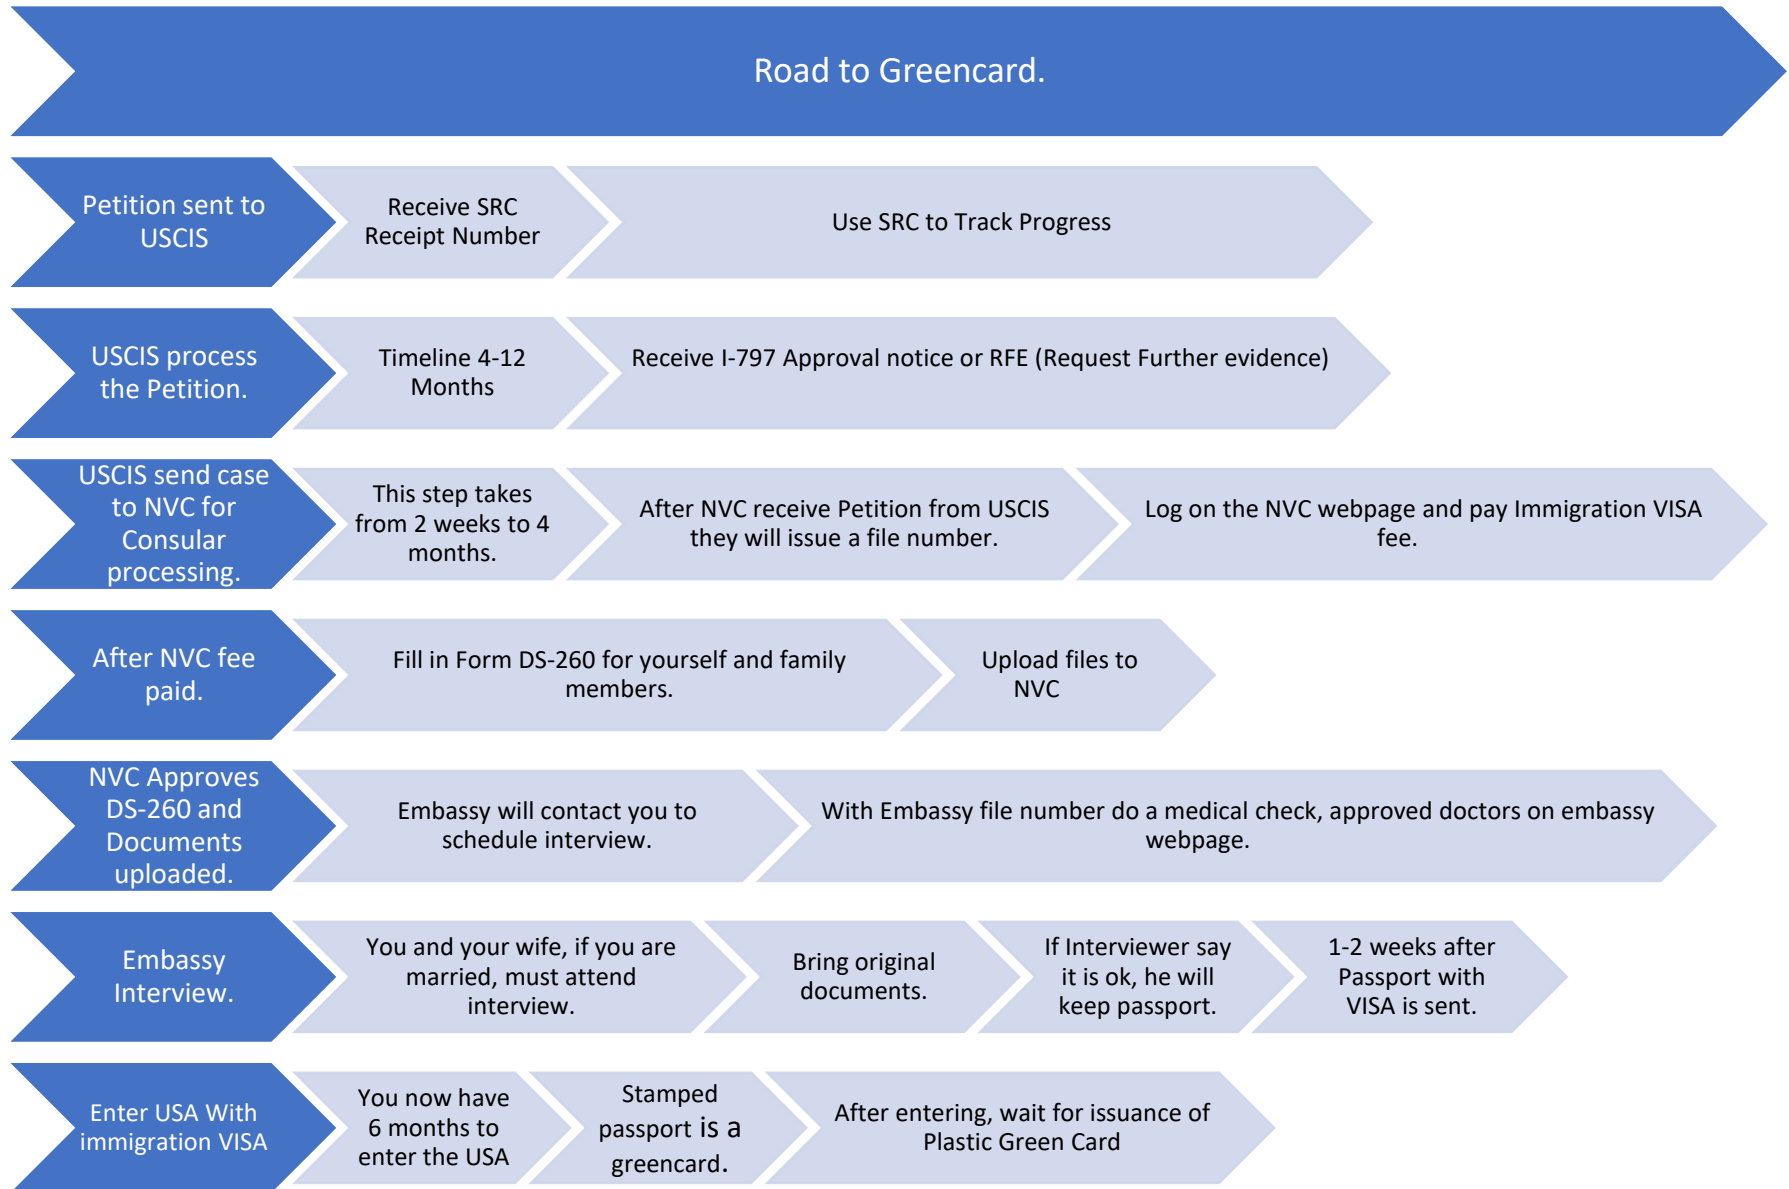 Road to Greencard.
Petition sent to
USCIS
Receive SRC
Receipt Number
Use SRC to Track Progress
USCIS process
the Petition.
Timeline 4-12
Months
Receive I-797 Approval notice or RFE (Request Further evidence)
USCIS send case
to NVC for
Consular
processing.
This step takes
from 2 weeks to 4
months.
After NVC receive Petition from USCIS
they will issue a file number.
Log on the NVC webpage and pay Immigration VISA
fee.
After NVC fee
paid.
Fill in Form DS-260 for yourself and family
members.
Upload files to
NVC
NVC Approves
DS-260 and
Documents
uploaded.
Embassy will contact you to
schedule interview.
With Embassy file number do a medical check, approved doctors on embassy
webpage.
Embassy
Interview.
You and your wife, if you are
married, must attend
interview.
Bring original
documents.
If Interviewer say
it is ok, he will
keep passport.
1-2 weeks after
Passport with
VISA is sent.
Enter USA With
immigration VISA
You now have
6 months to
enter the USA
Stamped
passport is a
greencard.
After entering, wait for issuance of
Plastic Green Card